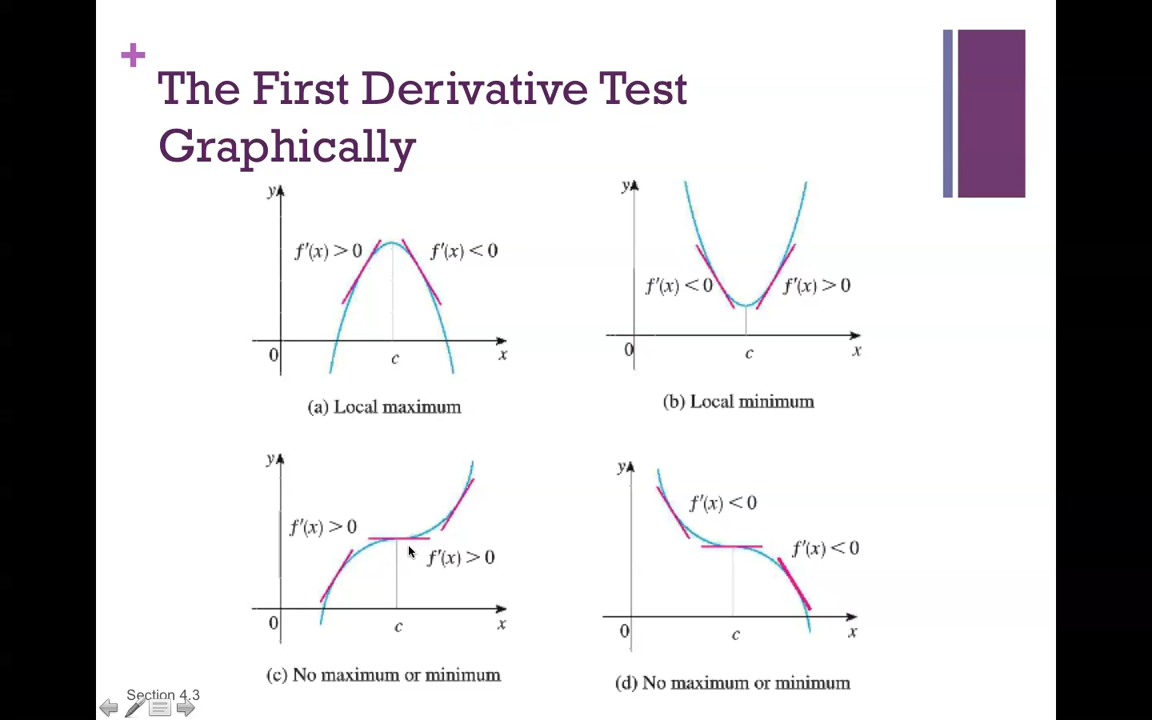 +
The First Derivative Test
Graphically
y
f'(x) > 0
f'(x) < 0
0
c
x
(a) Local maximum
y
f'(x) < 0
f'(x) > 0
0
c
x
(b) Local minimum
y
f'(x) > 0
f'(x) > 0
0
c
x
(c) No maximum or minimum
y
f'(x) < 0
f'(x) < 0
0
c
x
(d) No maximum or minimum
Section 4.3